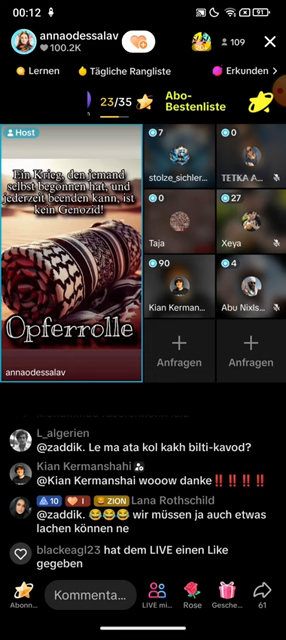 00:12
91
annaodessalav
100.2K
109
Lernen
Tägliche Rangliste
Erkunden >
23/35
Abo-
Bestenliste
Host
Ein Krieg, den jemand
selbst begonnen hat, und
jederzeit beenden kann, ist
kein Genozid!
Opferrolle
annaodessalav
7
stolze_sichler...
0
TETKA A...
0
Taja
27
Xeya
90
Kian Kerman...
4
Abu Nixls...
+
Anfragen
+
Anfragen
L_algerien
@zaddik. Le ma ata kol kakh bilti-kavod?
Kian Kermanshahi
@Kian Kermanshai wooow danke‼️‼️‼️‼️
10 I ZION Lana Rothschild
@zaddik. 😂😂😂 wir müssen ja auch etwas
lachen können ne
blackeagl23 hat dem LIVE einen Like
gegeben
Kommenta...
Abonn...
LIVE mi...
Rose
Gesche...
61